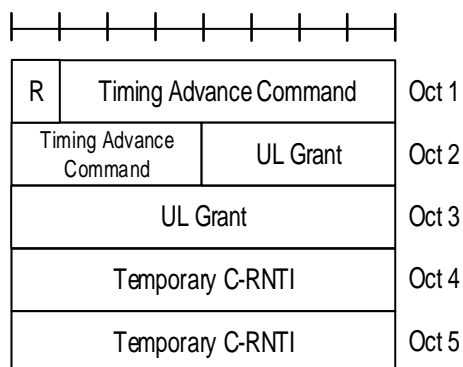 R Timing Advance Command Oct 1
Timing Advance
Command
UL Grant Oct 2
UL Grant Oct 3
Temporary C-RNTI Oct 4
Temporary C-RNTI Oct 5